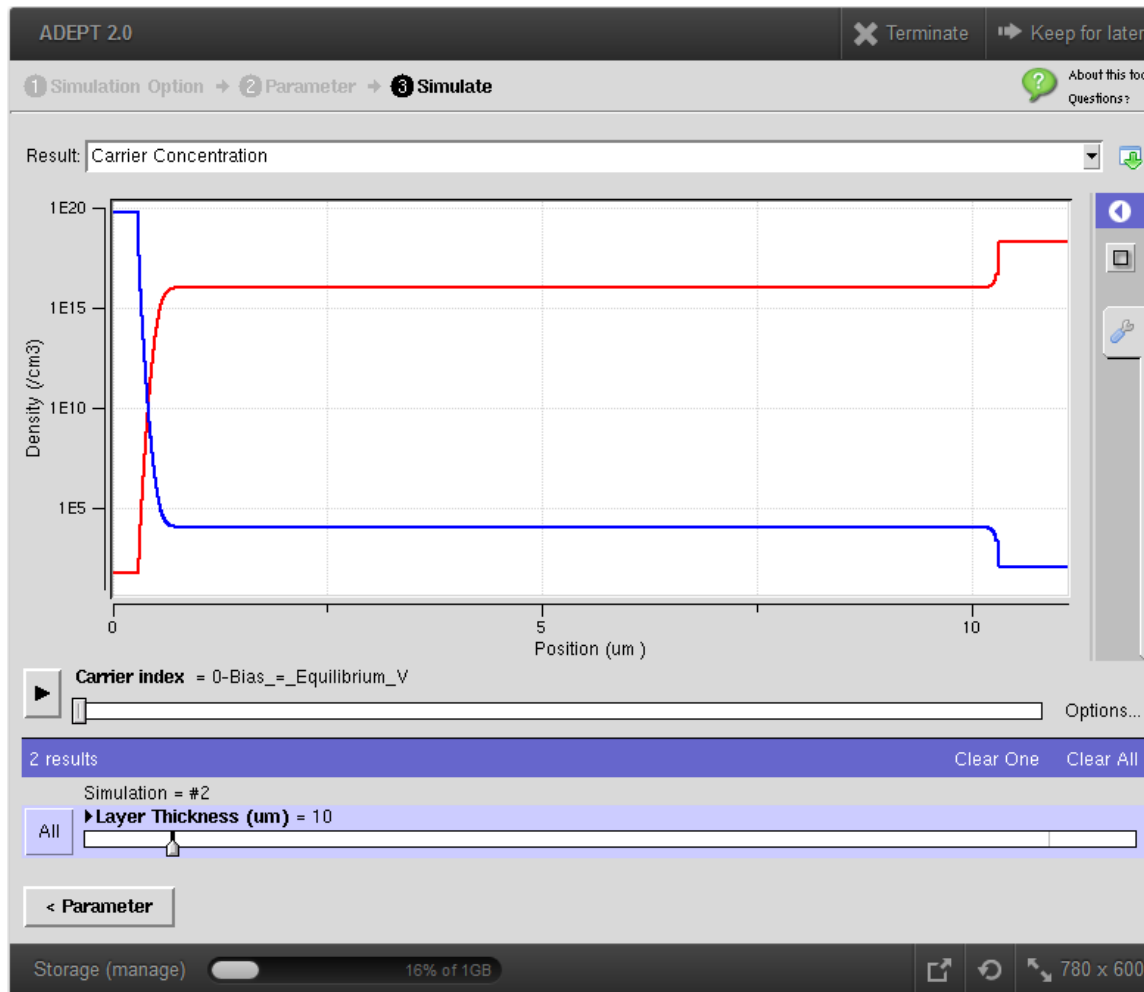 ADEPT 2.0
Terminate
Keep for later
1 Simulation Option → 2 Parameter → 3 Simulate
?
About this too
Questions?
Result: Carrier Concentration
1E20
1E15
1E10
1E5
Density (/cm3)
0 5 10
Position (um )
Carrier index = 0-Bias_=_Equilibrium_V
Options...
2 results
Clear One
Clear All
Simulation = #2
All
Layer Thickness (um) = 10
< Parameter
Storage (manage)
16% of 1GB
780 x 600